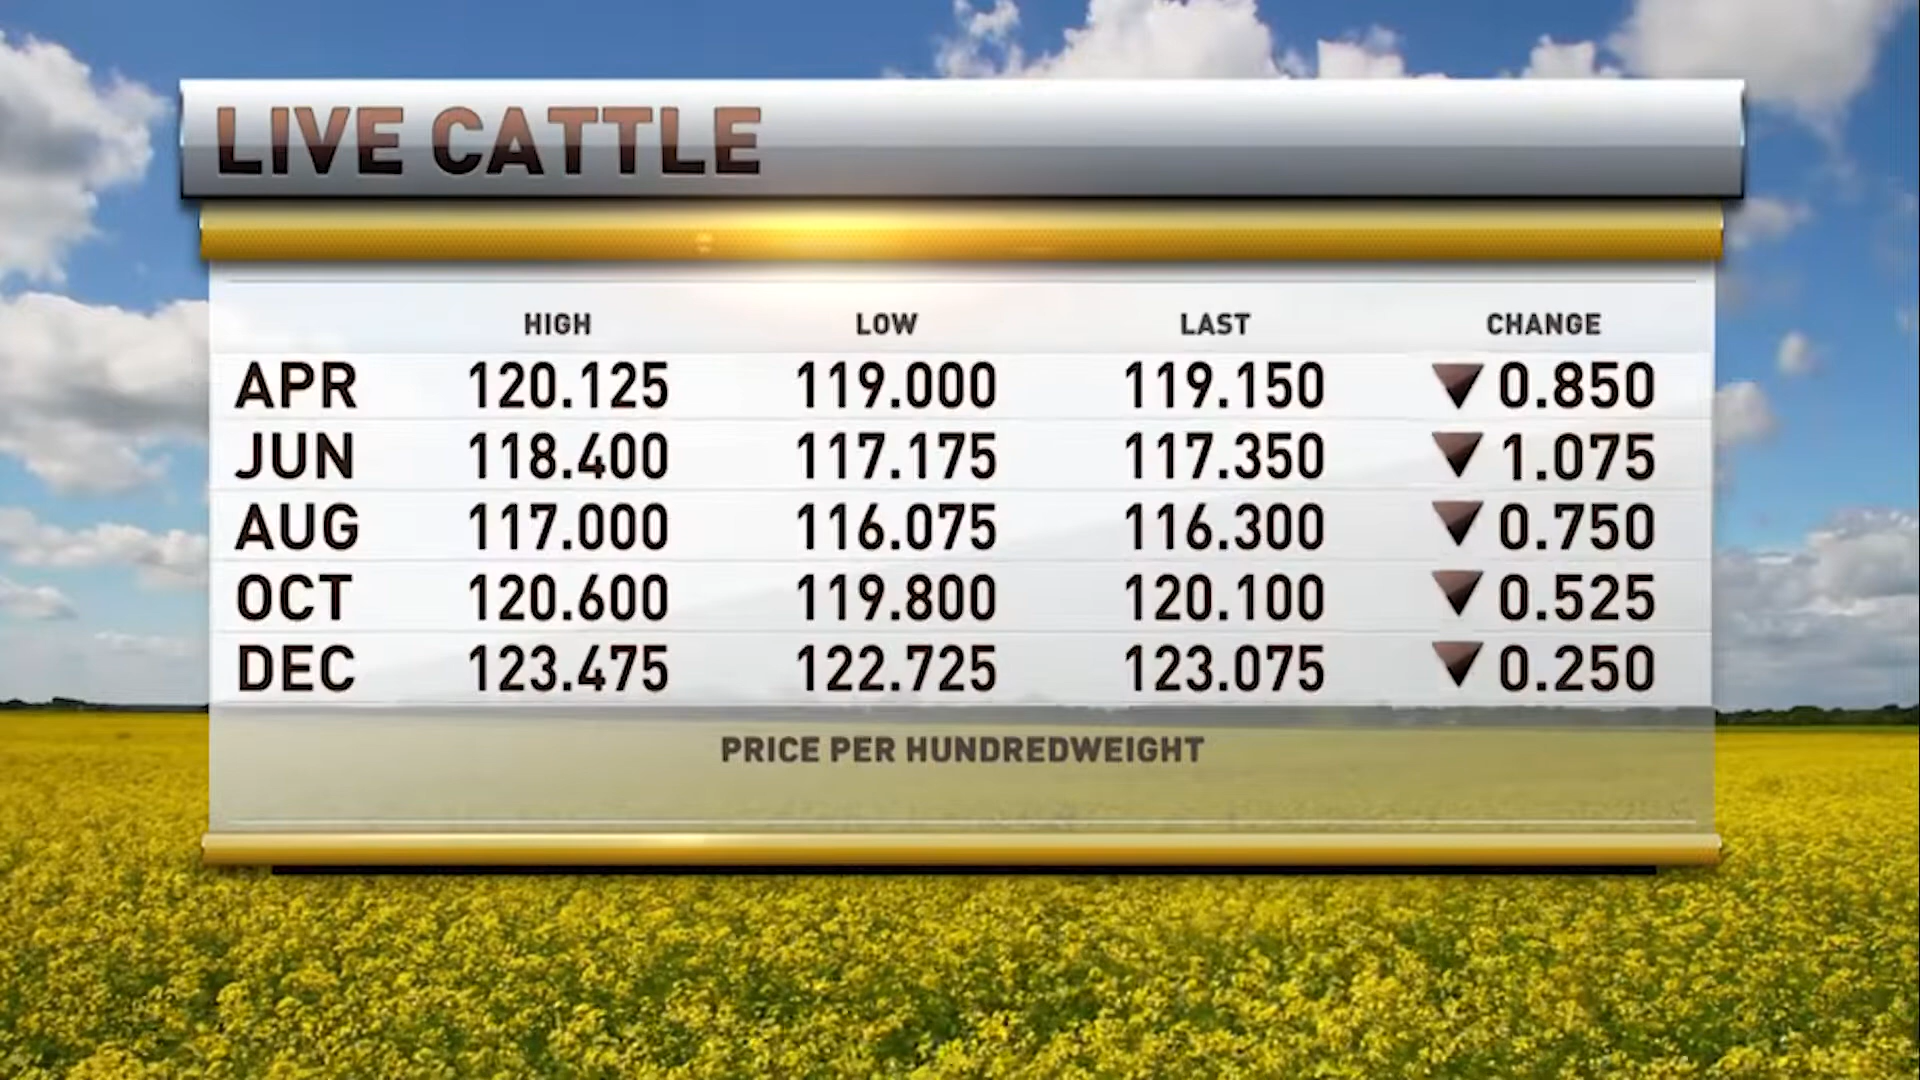 LIVE CATTLE
HIGH LOW LAST CHANGE
APR 120.125 119.000 119.150 ▼ 0.850
JUN 118.400 117.175 117.350 ▼ 1.075
AUG 117.000 116.075 116.300 ▼ 0.750
OCT 120.600 119.800 120.100 ▼ 0.525
DEC 123.475 122.725 123.075 ▼ 0.250
PRICE PER HUNDREDWEIGHT